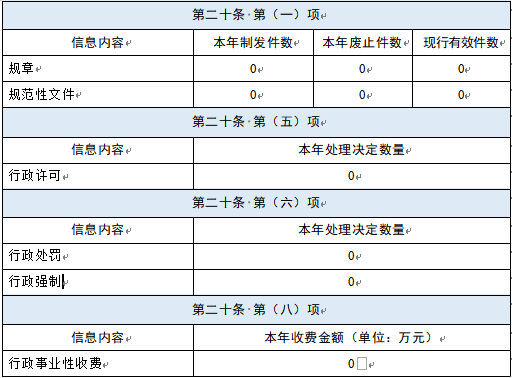 第二十条 第（一）项
信息内容 本年制发件数 本年废止件数 现行有效件数
规章 0 0 0
规范性文件 0 0 0
第二十条 第（五）项
信息内容 本年处理决定数量
行政许可 0
第二十条 第（六）项
信息内容 本年处理决定数量
行政处罚 0
行政强制 0
第二十条 第（八）项
信息内容 本年收费金额（单位：万元）
行政事业性收费 0